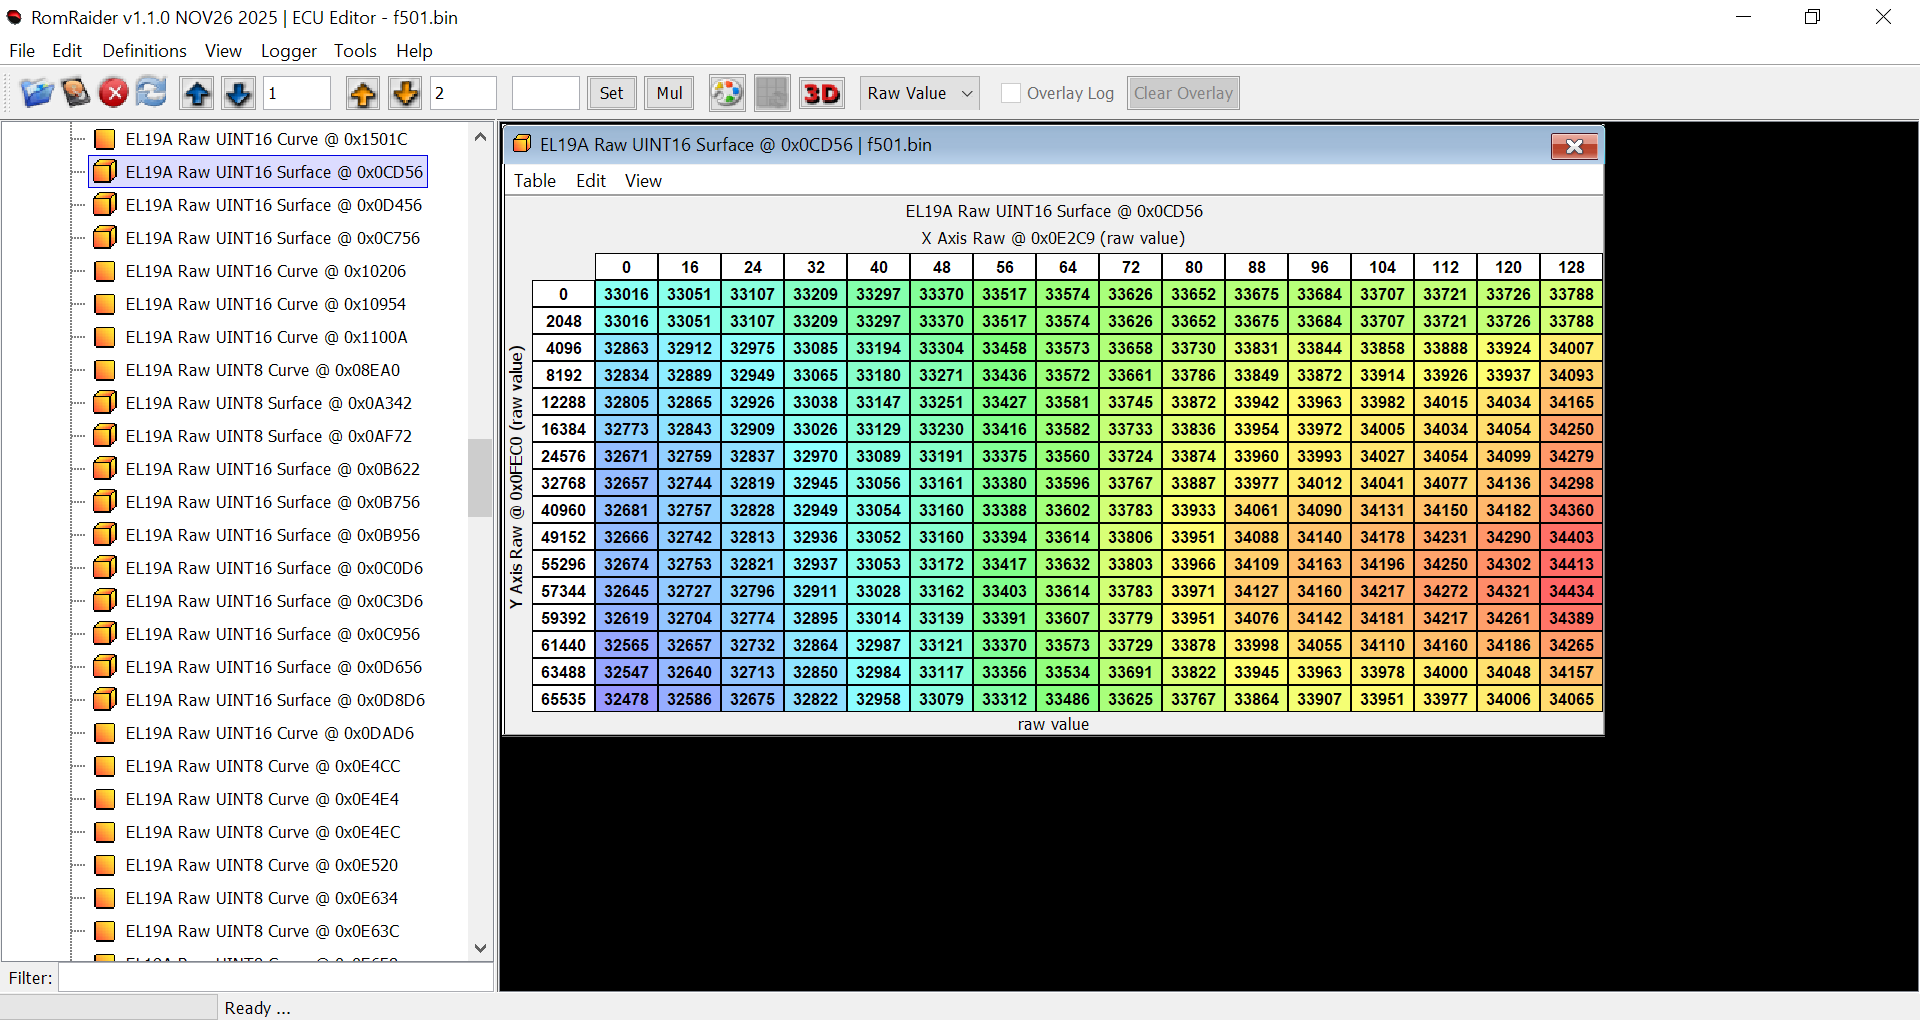 RomRaider v1.1.0 NOV26 2025 | ECU Editor - f501.bin
File Edit Definitions View Logger Tools Help
1 2 Set Mul 3D Raw Value Overlay Log Clear Overlay
EL19A Raw UINT16 Curve @ 0x1501C
EL19A Raw UINT16 Surface @ 0x0CD56
EL19A Raw UINT16 Surface @ 0x0D456
EL19A Raw UINT16 Surface @ 0x0C756
EL19A Raw UINT16 Curve @ 0x10206
EL19A Raw UINT16 Curve @ 0x10954
EL19A Raw UINT16 Curve @ 0x1100A
EL19A Raw UINT8 Curve @ 0x08EA0
EL19A Raw UINT8 Surface @ 0x0A342
EL19A Raw UINT8 Surface @ 0x0AF72
EL19A Raw UINT16 Surface @ 0x0B622
EL19A Raw UINT16 Surface @ 0x0B756
EL19A Raw UINT16 Surface @ 0x0B956
EL19A Raw UINT16 Surface @ 0x0C0D6
EL19A Raw UINT16 Surface @ 0x0C3D6
EL19A Raw UINT16 Surface @ 0x0C956
EL19A Raw UINT16 Surface @ 0x0D656
EL19A Raw UINT16 Surface @ 0x0D8D6
EL19A Raw UINT16 Curve @ 0x0DAD6
EL19A Raw UINT8 Curve @ 0x0E4CC
EL19A Raw UINT8 Curve @ 0x0E4E4
EL19A Raw UINT8 Curve @ 0x0E4EC
EL19A Raw UINT8 Curve @ 0x0E520
EL19A Raw UINT8 Curve @ 0x0E634
EL19A Raw UINT8 Curve @ 0x0E63C
Filter:
Ready ...
EL19A Raw UINT16 Surface @ 0x0CD56 | f501.bin
Table Edit View
EL19A Raw UINT16 Surface @ 0x0CD56
X Axis Raw @ 0x0E2C9 (raw value)
Y Axis Raw @ 0x0FEC0 (raw value)
0 16 24 32 40 48 56 64 72 80 88 96 104 112 120 128
0 33016 33051 33107 33209 33297 33370 33517 33574 33626 33652 33675 33684 33707 33721 33726 33788
2048 33016 33051 33107 33209 33297 33370 33517 33574 33626 33652 33675 33684 33707 33721 33726 33788
4096 32863 32912 32975 33085 33194 33304 33458 33573 33658 33730 33831 33844 33858 33888 33924 34007
8192 32834 32889 32949 33065 33180 33271 33436 33572 33661 33786 33849 33872 33914 33926 33937 34093
12288 32805 32865 32926 33038 33147 33251 33427 33581 33745 33872 33942 33963 33982 34015 34034 34165
16384 32773 32843 32909 33026 33129 33230 33416 33582 33733 33836 33954 33972 34005 34034 34054 34250
24576 32671 32759 32837 32970 33089 33191 33375 33560 33724 33874 33960 33993 34027 34054 34099 34279
32768 32657 32744 32819 32945 33056 33161 33380 33596 33767 33887 33977 34012 34041 34077 34136 34298
40960 32681 32757 32828 32949 33054 33160 33388 33602 33783 33933 34061 34090 34131 34150 34182 34360
49152 32666 32742 32813 32936 33052 33160 33394 33614 33806 33951 34088 34140 34178 34231 34290 34403
55296 32674 32753 32821 32937 33053 33172 33417 33632 33803 33966 34109 34163 34196 34250 34302 34413
57344 32645 32727 32796 32911 33028 33162 33403 33614 33783 33971 34127 34160 34217 34272 34321 34434
59392 32619 32704 32774 32895 33014 33139 33391 33607 33779 33951 34076 34142 34181 34217 34261 34389
61440 32565 32657 32732 32864 32987 33121 33370 33573 33729 33878 33998 34055 34110 34160 34186 34265
63488 32547 32640 32713 32850 32984 33117 33356 33534 33691 33822 33945 33963 33978 34000 34048 34157
65535 32478 32586 32675 32822 32958 33079 33312 33486 33625 33767 33864 33907 33951 33977 34006 34065
raw value